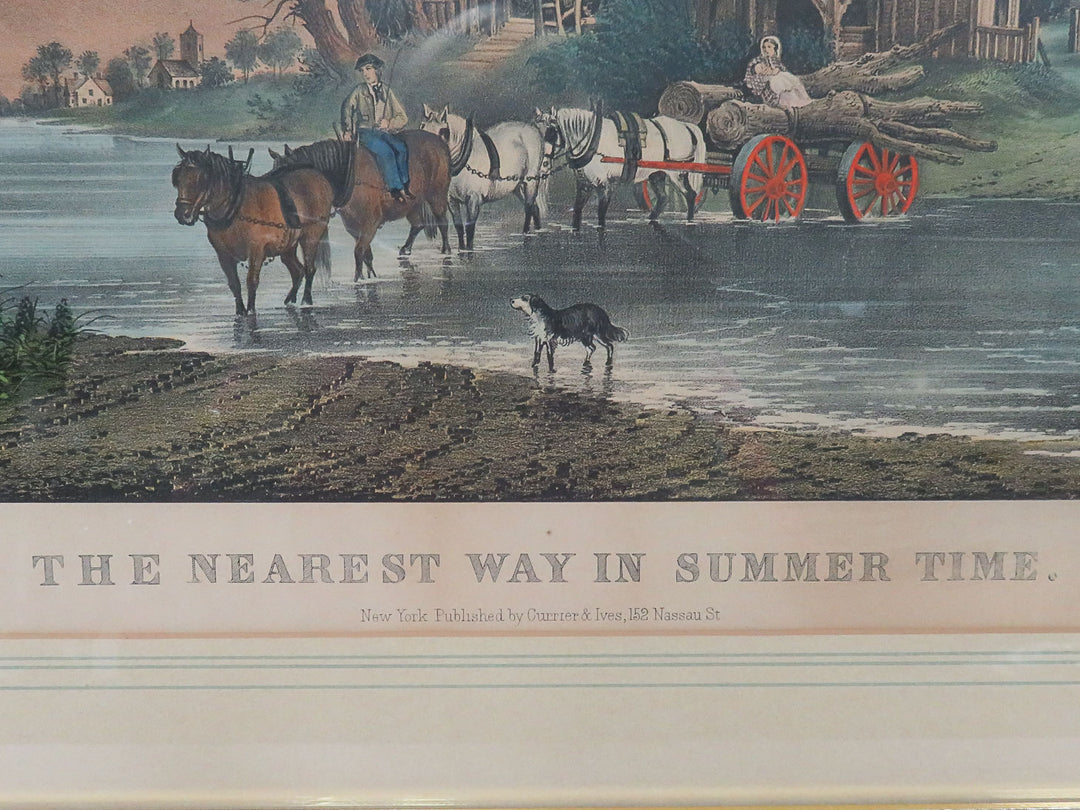 THE NEAREST WAY IN SUMMER TIME.
New York Published by Currier & Ives, 152 Nassau St